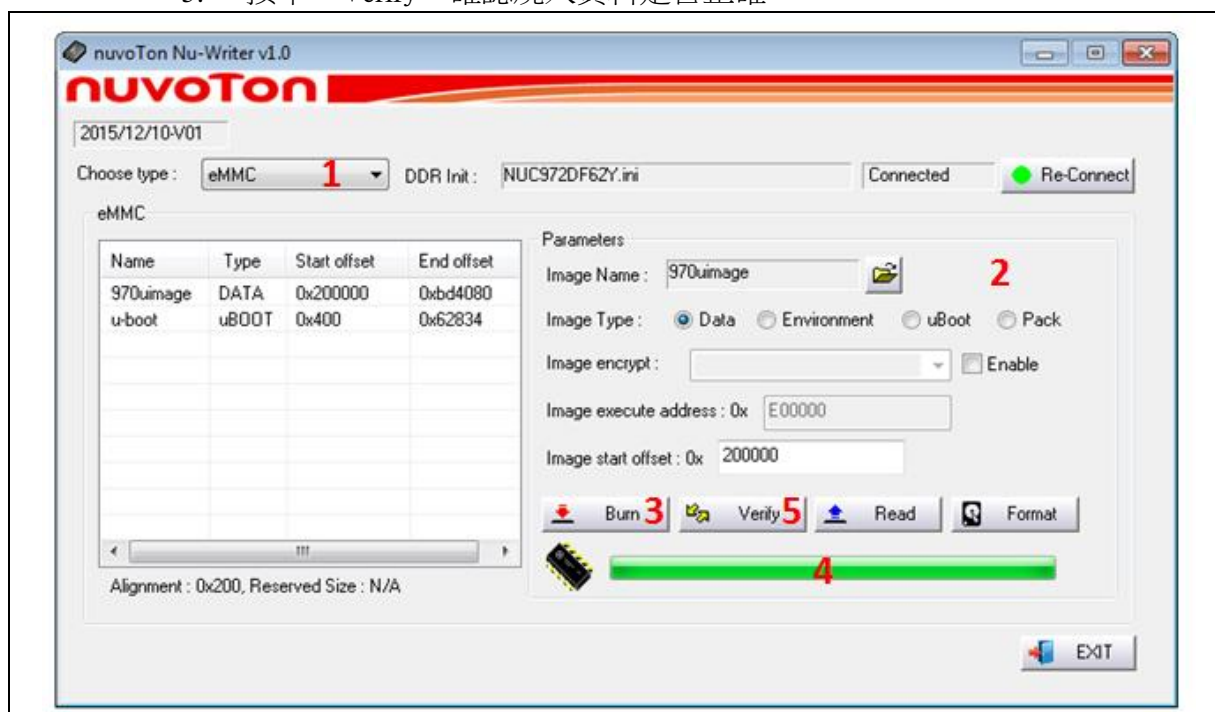 nuvoTon Nu-Writer v1.0
nuvoTon
2015/12/10-V01
Choose type : eMMC 1 DDR Init : NUC972DF62Y.ini Connected Re-Connect
eMMC
Name Type Start offset End offset
970uimage DATA 0x200000 0xbd4080
u-boot uBOOT 0x400 0x62834
Alignment : 0x200, Reserved Size : N/A
Parameters
Image Name : 970uimage 2
Image Type : Data Environment uBoot Pack
Image encrypt : Enable
Image execute address : 0x E00000
Image start offset : 0x 200000
Burn 3 Verify 5 Read Format
4
EXIT